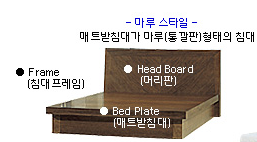 - 마루 스타일 -
매트받침대가 마루(통깔판)형태의 침대
● Frame
(침대프레임)
● Head Board
(머리판)
● Bed Plate
(매트받침대)